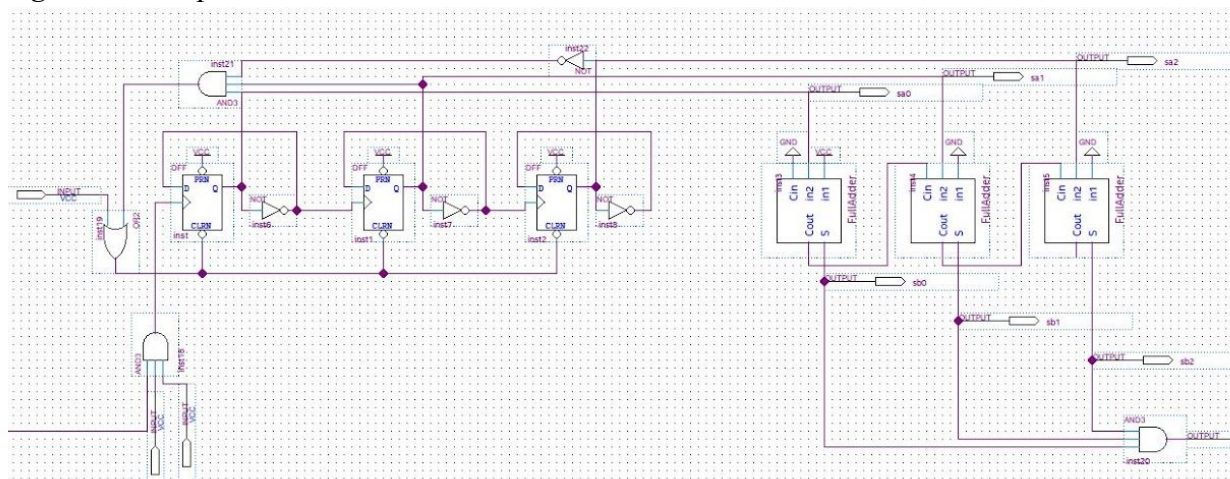 inst22
NOT
inst21
AND3
OUTPUT
sa2
OUTPUT
sa1
OUTPUT
sa0
VCC
VCC
VCC
DFF
DFF
DFF
PRN
D
Q
CLRN
inst
PRN
D
Q
CLRN
inst1
PRN
D
Q
CLRN
inst2
NOT
inst6
NOT
inst7
inst8
INPUT
VCC
OR2
inst19
GND
VCC
inst3
Cin
in2
in1
Cout
S
FullAdder
GND
inst4
Cin
in2
in1
Cout
S
FullAdder
GND
inst5
Cin
in2
in1
Cout
S
FullAdder
OUTPUT
sb0
OUTPUT
sb1
OUTPUT
sb2
AND3
inst18
INPUT
VCC
INPUT
VCC
AND3
inst20
OUTPUT